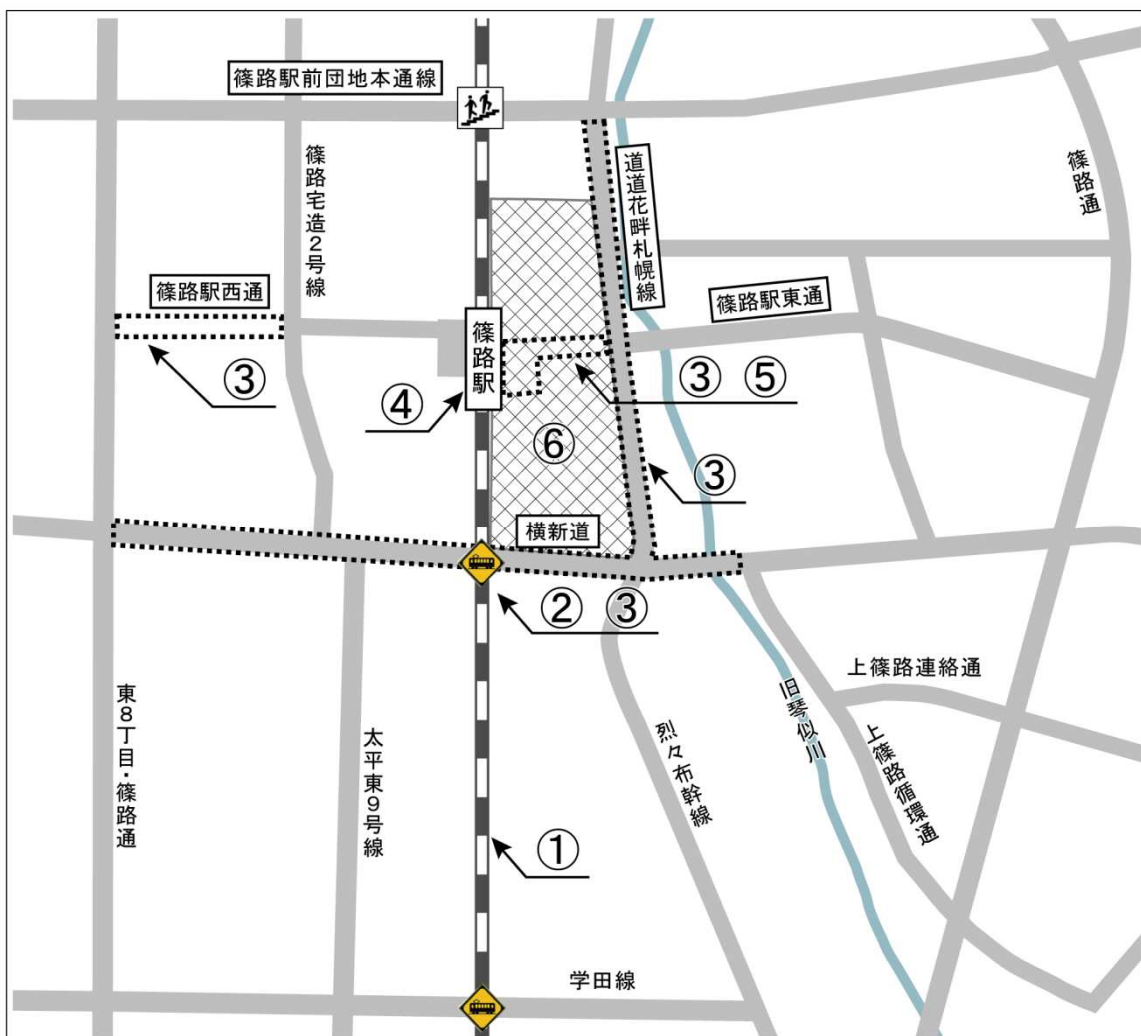 篠路駅前団地本通線
篠路宅造2号線
道道花畔札幌線
篠路通
篠路駅西通
篠路駅東通
③
篠路駅
④
③ ⑤
⑥
③
横新道
② ③
東8丁目・篠路通
太平東9号線
烈々布幹線
旧琴似川
上篠路連絡通
上篠路循環通
①
学田線